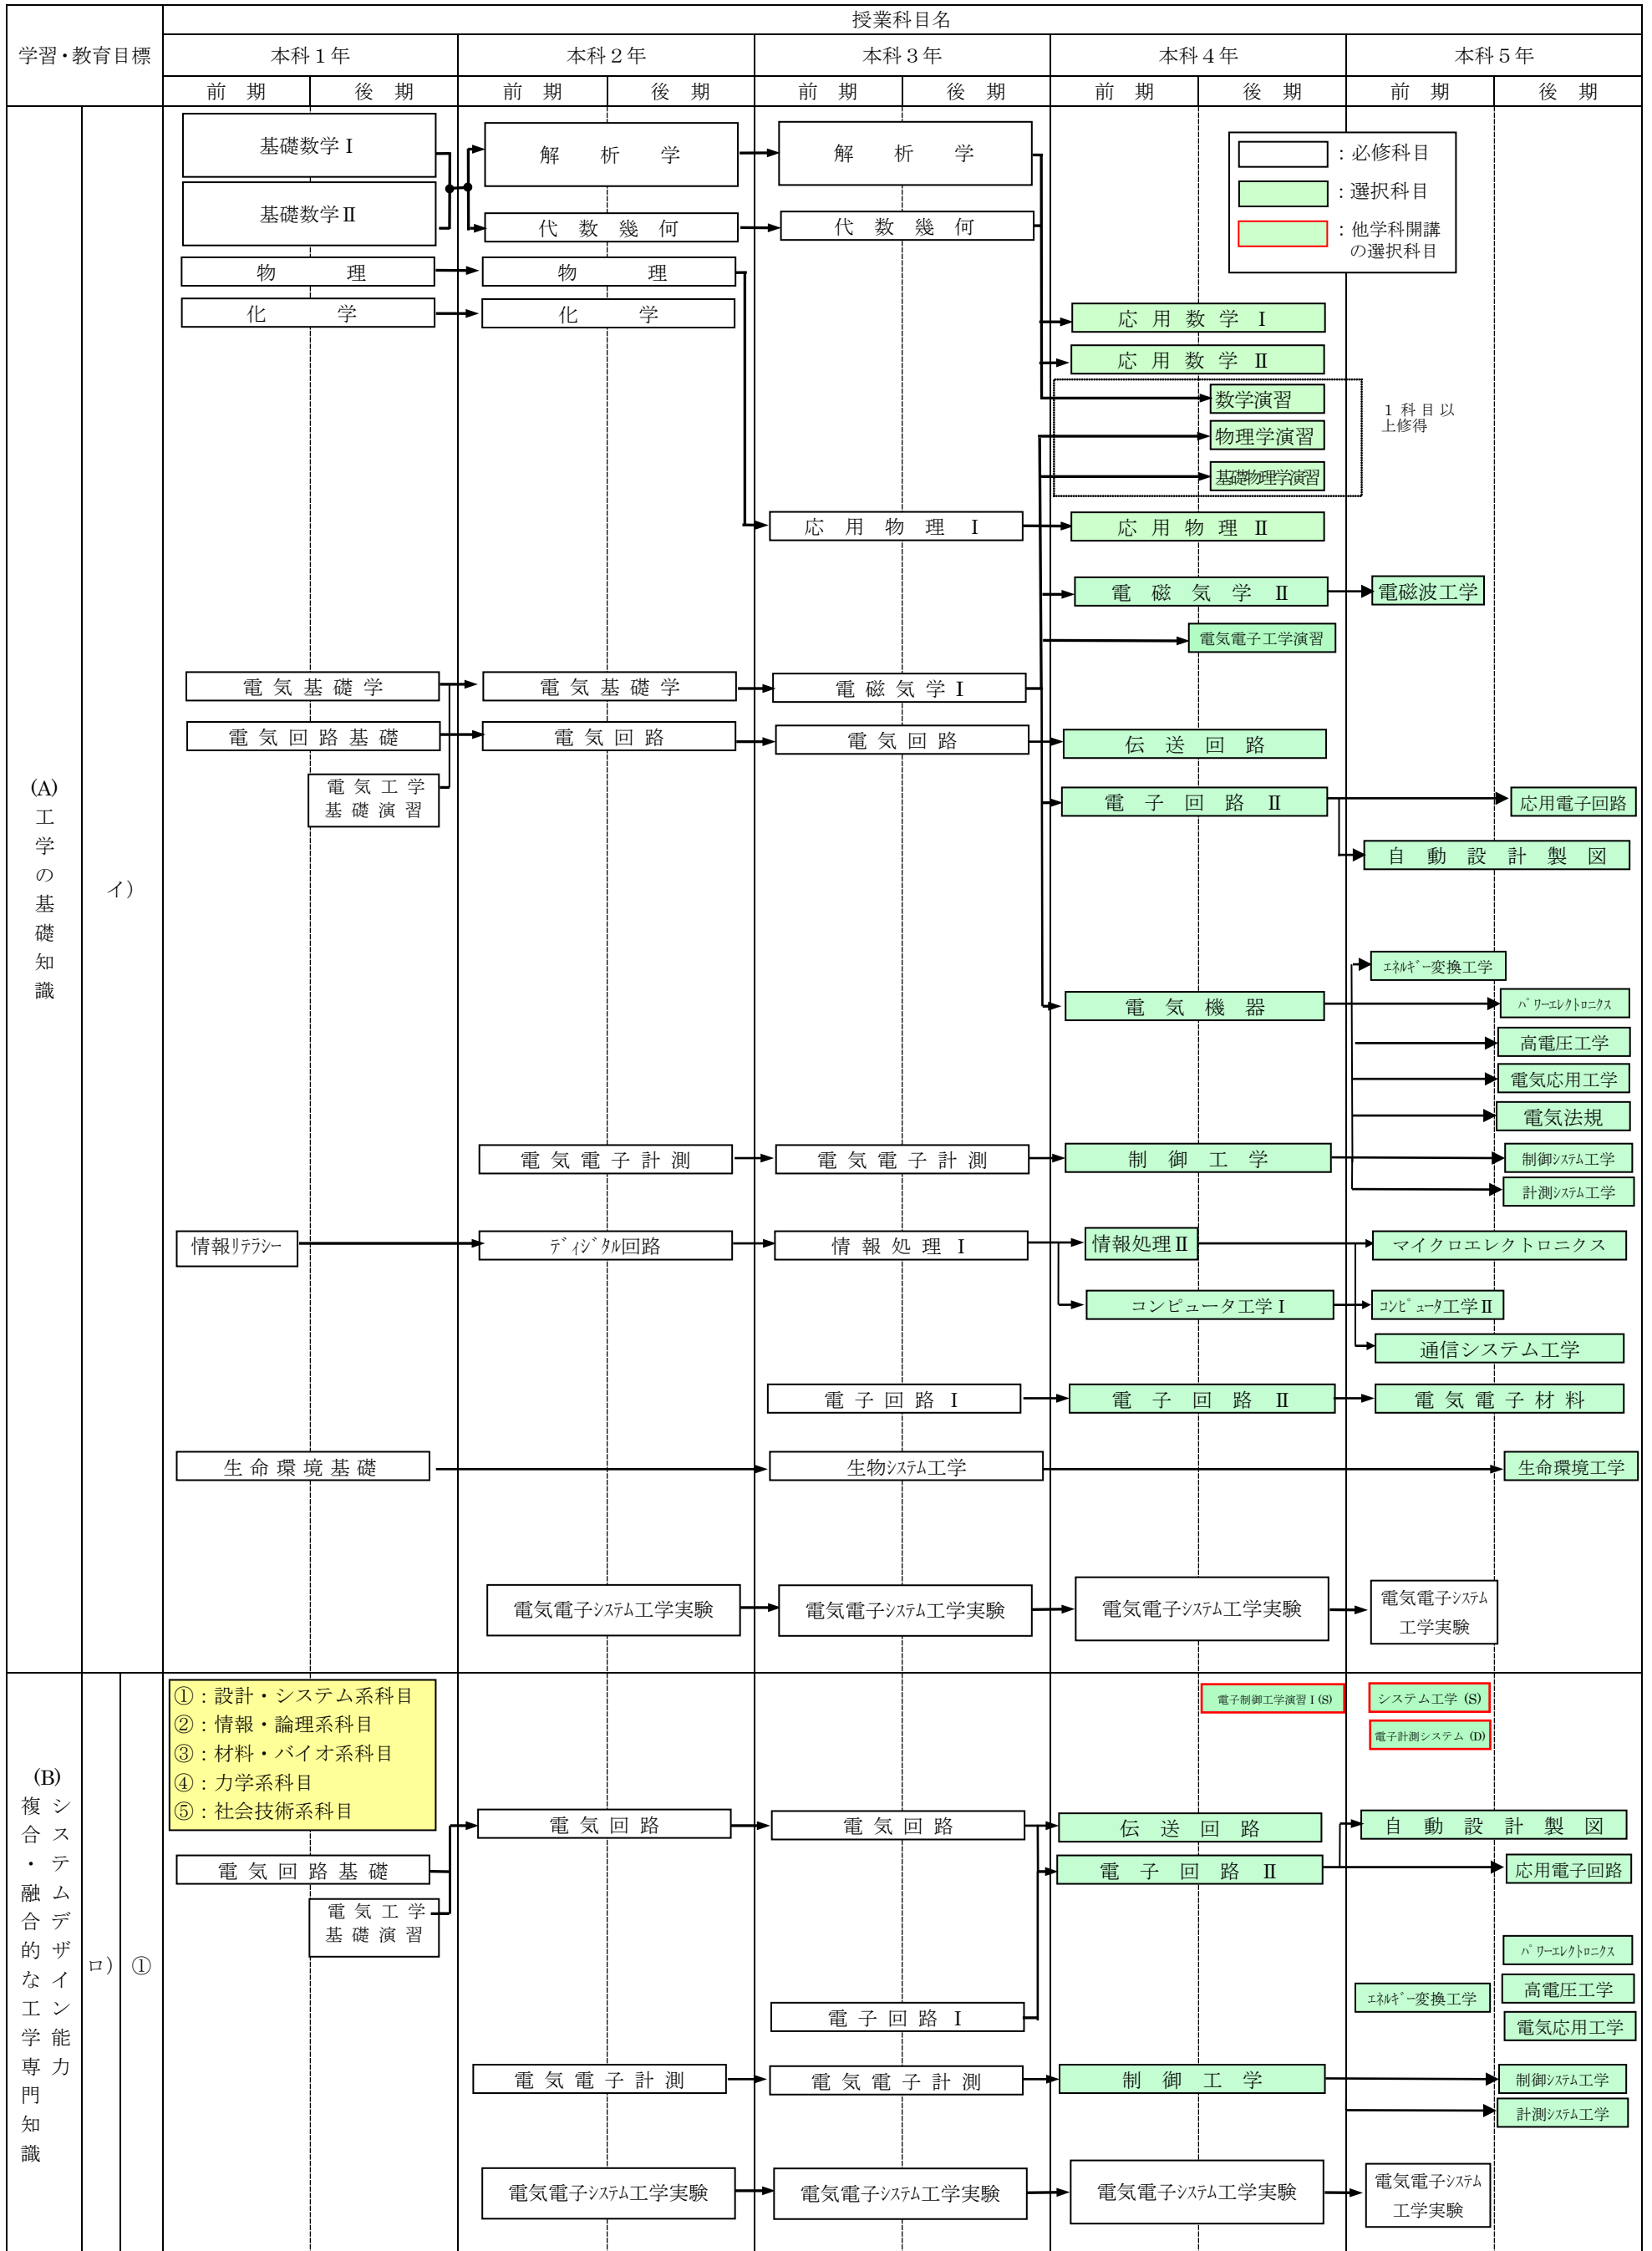 授業科目名
学習・教育目標
本科１年
本科２年
本科３年
本科４年
本科５年
前　期
後　期
前　期
後　期
前　期
後　期
前　期
後　期
前　期
後　期
(A)
工学の基礎知識
イ）
基礎数学Ⅰ
解　析　学
解　析　学
：必修科目
：選択科目
：他学科開講
の選択科目
基礎数学Ⅱ
代 数 幾 何
代 数 幾 何
物　理
物　理
化　学
化　学
応 用 数 学 Ⅰ
応 用 数 学 Ⅱ
数学演習
１科目以
上修得
物理学演習
基礎物理学演習
応 用 物 理 Ⅰ
応 用 物 理 Ⅱ
電 磁 気 学 Ⅱ
電磁波工学
電気電子工学演習
電 気 基 礎 学
電 気 基 礎 学
電 磁 気 学 Ⅰ
電 気 回 路 基 礎
電 気 回 路
電 気 回 路
伝 送 回 路
電 気 工 学
基 礎 演 習
電 子 回 路 Ⅱ
応用電子回路
自 動 設 計 製 図
ｴﾈﾙｷﾞｰ変換工学
電 気 機 器
ﾊﾟﾜｰｴﾚｸﾄﾛﾆｸｽ
高電圧工学
電気応用工学
電気法規
電 気 電 子 計 測
電 気 電 子 計 測
制 御 工 学
制御ｼｽﾃﾑ工学
計測ｼｽﾃﾑ工学
情報ﾘﾃﾗｼｰ
ﾃﾞｨｼﾞﾀﾙ回路
情 報 処 理 Ⅰ
情報処理Ⅱ
マイクロエレクトロニクス
コンピュータ工学Ⅰ
ｺﾝﾋﾟｭｰﾀ工学Ⅱ
通信システム工学
電 子 回 路 Ⅰ
電 子 回 路 Ⅱ
電 気 電 子 材 料
生 命 環 境 基 礎
生物ｼｽﾃﾑ工学
生命環境工学
電気電子ｼｽﾃﾑ工学実験
電気電子ｼｽﾃﾑ工学実験
電気電子ｼｽﾃﾑ工学実験
電気電子ｼｽﾃﾑ
工学実験
(B)
複合・融合的な工学専門知識
システムデザイン能力
ロ）
①
①：設計・システム系科目
②：情報・論理系科目
③：材料・バイオ系科目
④：力学系科目
⑤：社会技術系科目
電子制御工学演習Ⅰ(S)
システム工学 (S)
電子計測システム (D)
電 気 回 路
電 気 回 路
伝 送 回 路
自 動 設 計 製 図
電 気 回 路 基 礎
電 子 回 路 Ⅱ
応用電子回路
電 気 工 学
基 礎 演 習
ﾊﾟﾜｰｴﾚｸﾄﾛﾆｸｽ
ｴﾈﾙｷﾞｰ変換工学
高電圧工学
電 子 回 路 Ⅰ
電気応用工学
電 気 電 子 計 測
電 気 電 子 計 測
制 御 工 学
制御ｼｽﾃﾑ工学
計測ｼｽﾃﾑ工学
電気電子ｼｽﾃﾑ工学実験
電気電子ｼｽﾃﾑ工学実験
電気電子ｼｽﾃﾑ工学実験
電気電子ｼｽﾃﾑ
工学実験